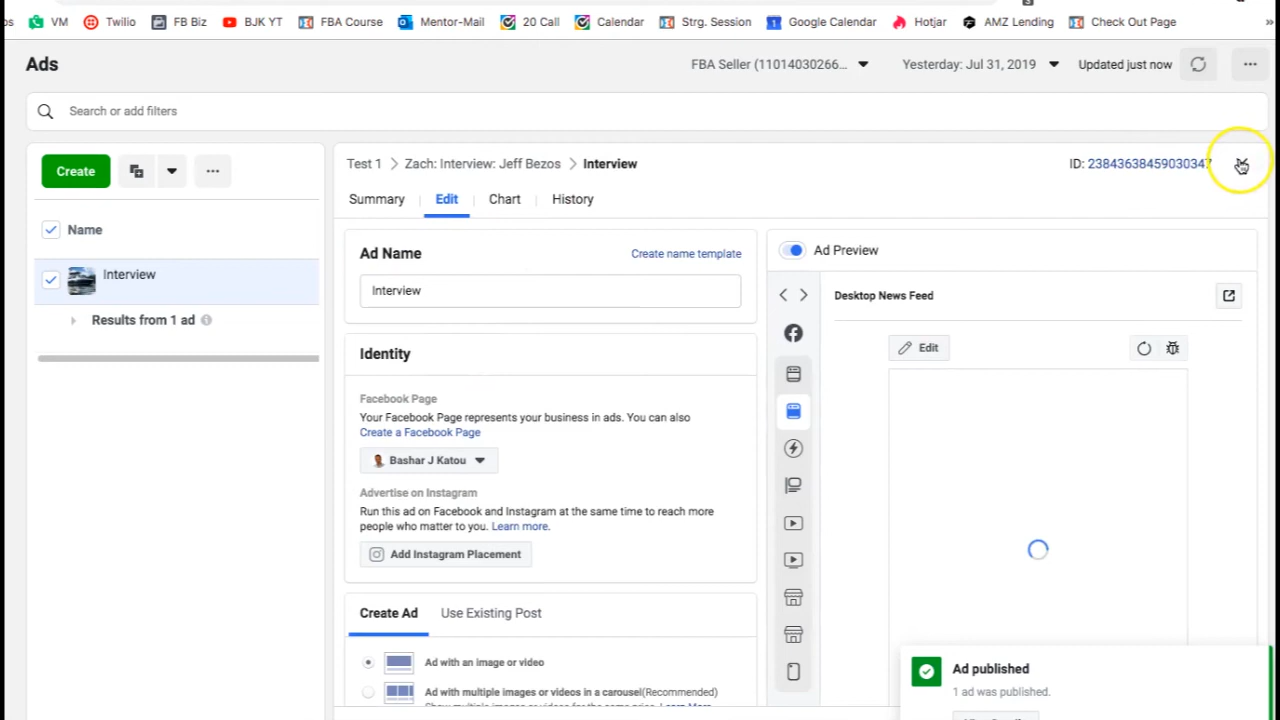 VM Twilio FB Biz BJK YT FBA Course Mentor-Mail 20 Call Calendar Strg. Session Google Calendar Hotjar AMZ Lending Check Out Page »
Ads
FBA Seller (11014030266...
Yesterday: Jul 31, 2019
Updated just now
Search or add filters
Create
Test 1 > Zach: Interview: Jeff Bezos > Interview
ID: 23843638459030347
Summary Edit Chart History
Name
Interview
Results from 1 ad
Ad Name
Create name template
Interview
Identity
Facebook Page
Your Facebook Page represents your business in ads. You can also
Create a Facebook Page
Bashar J Katou
Advertise on Instagram
Run this ad on Facebook and Instagram at the same time to reach more
people who matter to you. Learn more.
Add Instagram Placement
Create Ad Use Existing Post
Ad with an image or video
Ad with multiple images or videos in a carousel(Recommended)
Ad Preview
Desktop News Feed
Edit
Ad published
1 ad was published.